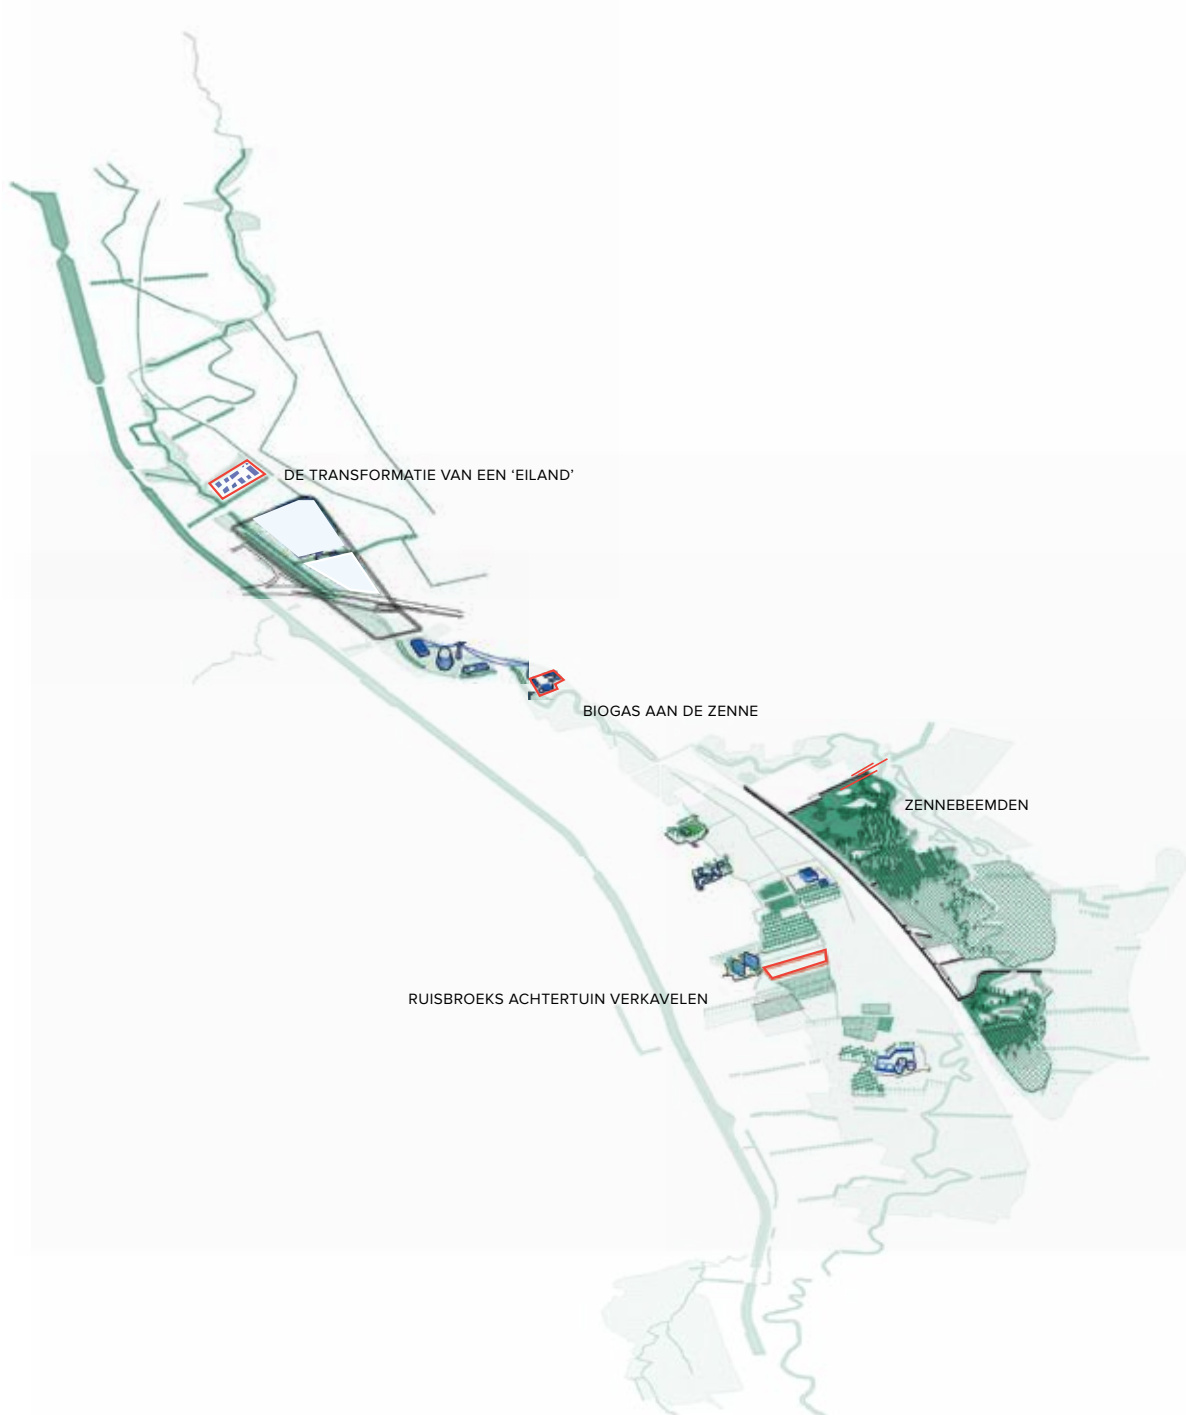 DE TRANSFORMATIE VAN EEN ‘EILAND’
BIOGAS AAN DE ZENNE
ZENNEBEEMDEN
RUISBROEKS ACHTERTUIN VERKAVELEN